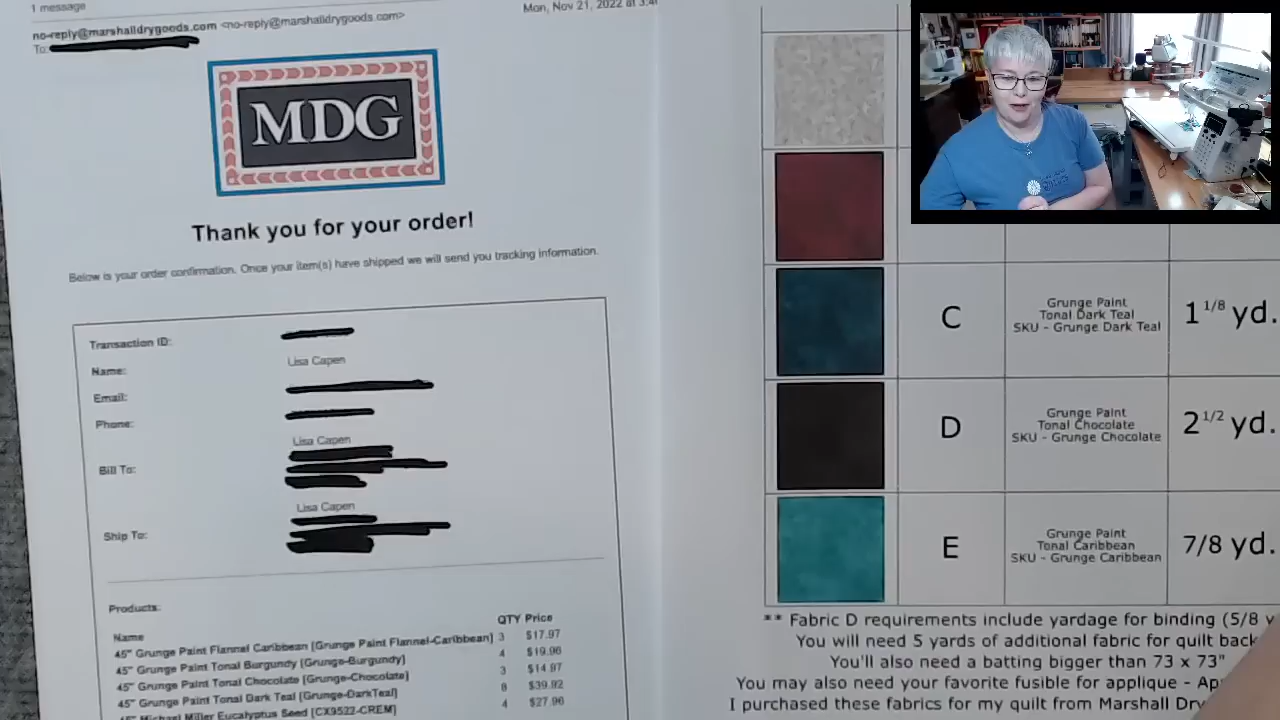 1 message
Mon, Nov 21, 2022 at
no-reply@marshalldrygoods.com <no-reply@marshalldrygoods.com>
To:
MDG
Thank you for your order!
Below is your order confirmation. Once your item(s) have shipped we will send you tracking information.
Transaction ID:
Name: Lisa Capen
Email:
Phone:
Bill To: Lisa Capen
Ship To: Lisa Capen
Products:
Name QTY Price
45" Grunge Paint Flannel Caribbean [Grunge Paint Flannel-Caribbean] 3 $17.97
45" Grunge Paint Tonal Burgundy [Grunge-Burgundy] 4 $19.96
45" Grunge Paint Tonal Chocolate [Grunge-Chocolate] 3 $14.97
45" Grunge Paint Tonal Dark Teal [Grunge-DarkTeal] 8 $39.92
45" Michael Miller Eucalyptus Seed [CX9522-CREM] 4 $27.96
C
Grunge Paint
Tonal Dark Teal
SKU - Grunge Dark Teal
1 1/8 yd.
D
Grunge Paint
Tonal Chocolate
SKU - Grunge Chocolate
2 1/2 yd.
E
Grunge Paint
Tonal Caribbean
SKU - Grunge Caribbean
7/8 yd.
** Fabric D requirements include yardage for binding (5/8 y
You will need 5 yards of additional fabric for quilt back
You'll also need a batting bigger than 73 x 73"
You may also need your favorite fusible for applique - Ap
I purchased these fabrics for my quilt from Marshall Dry